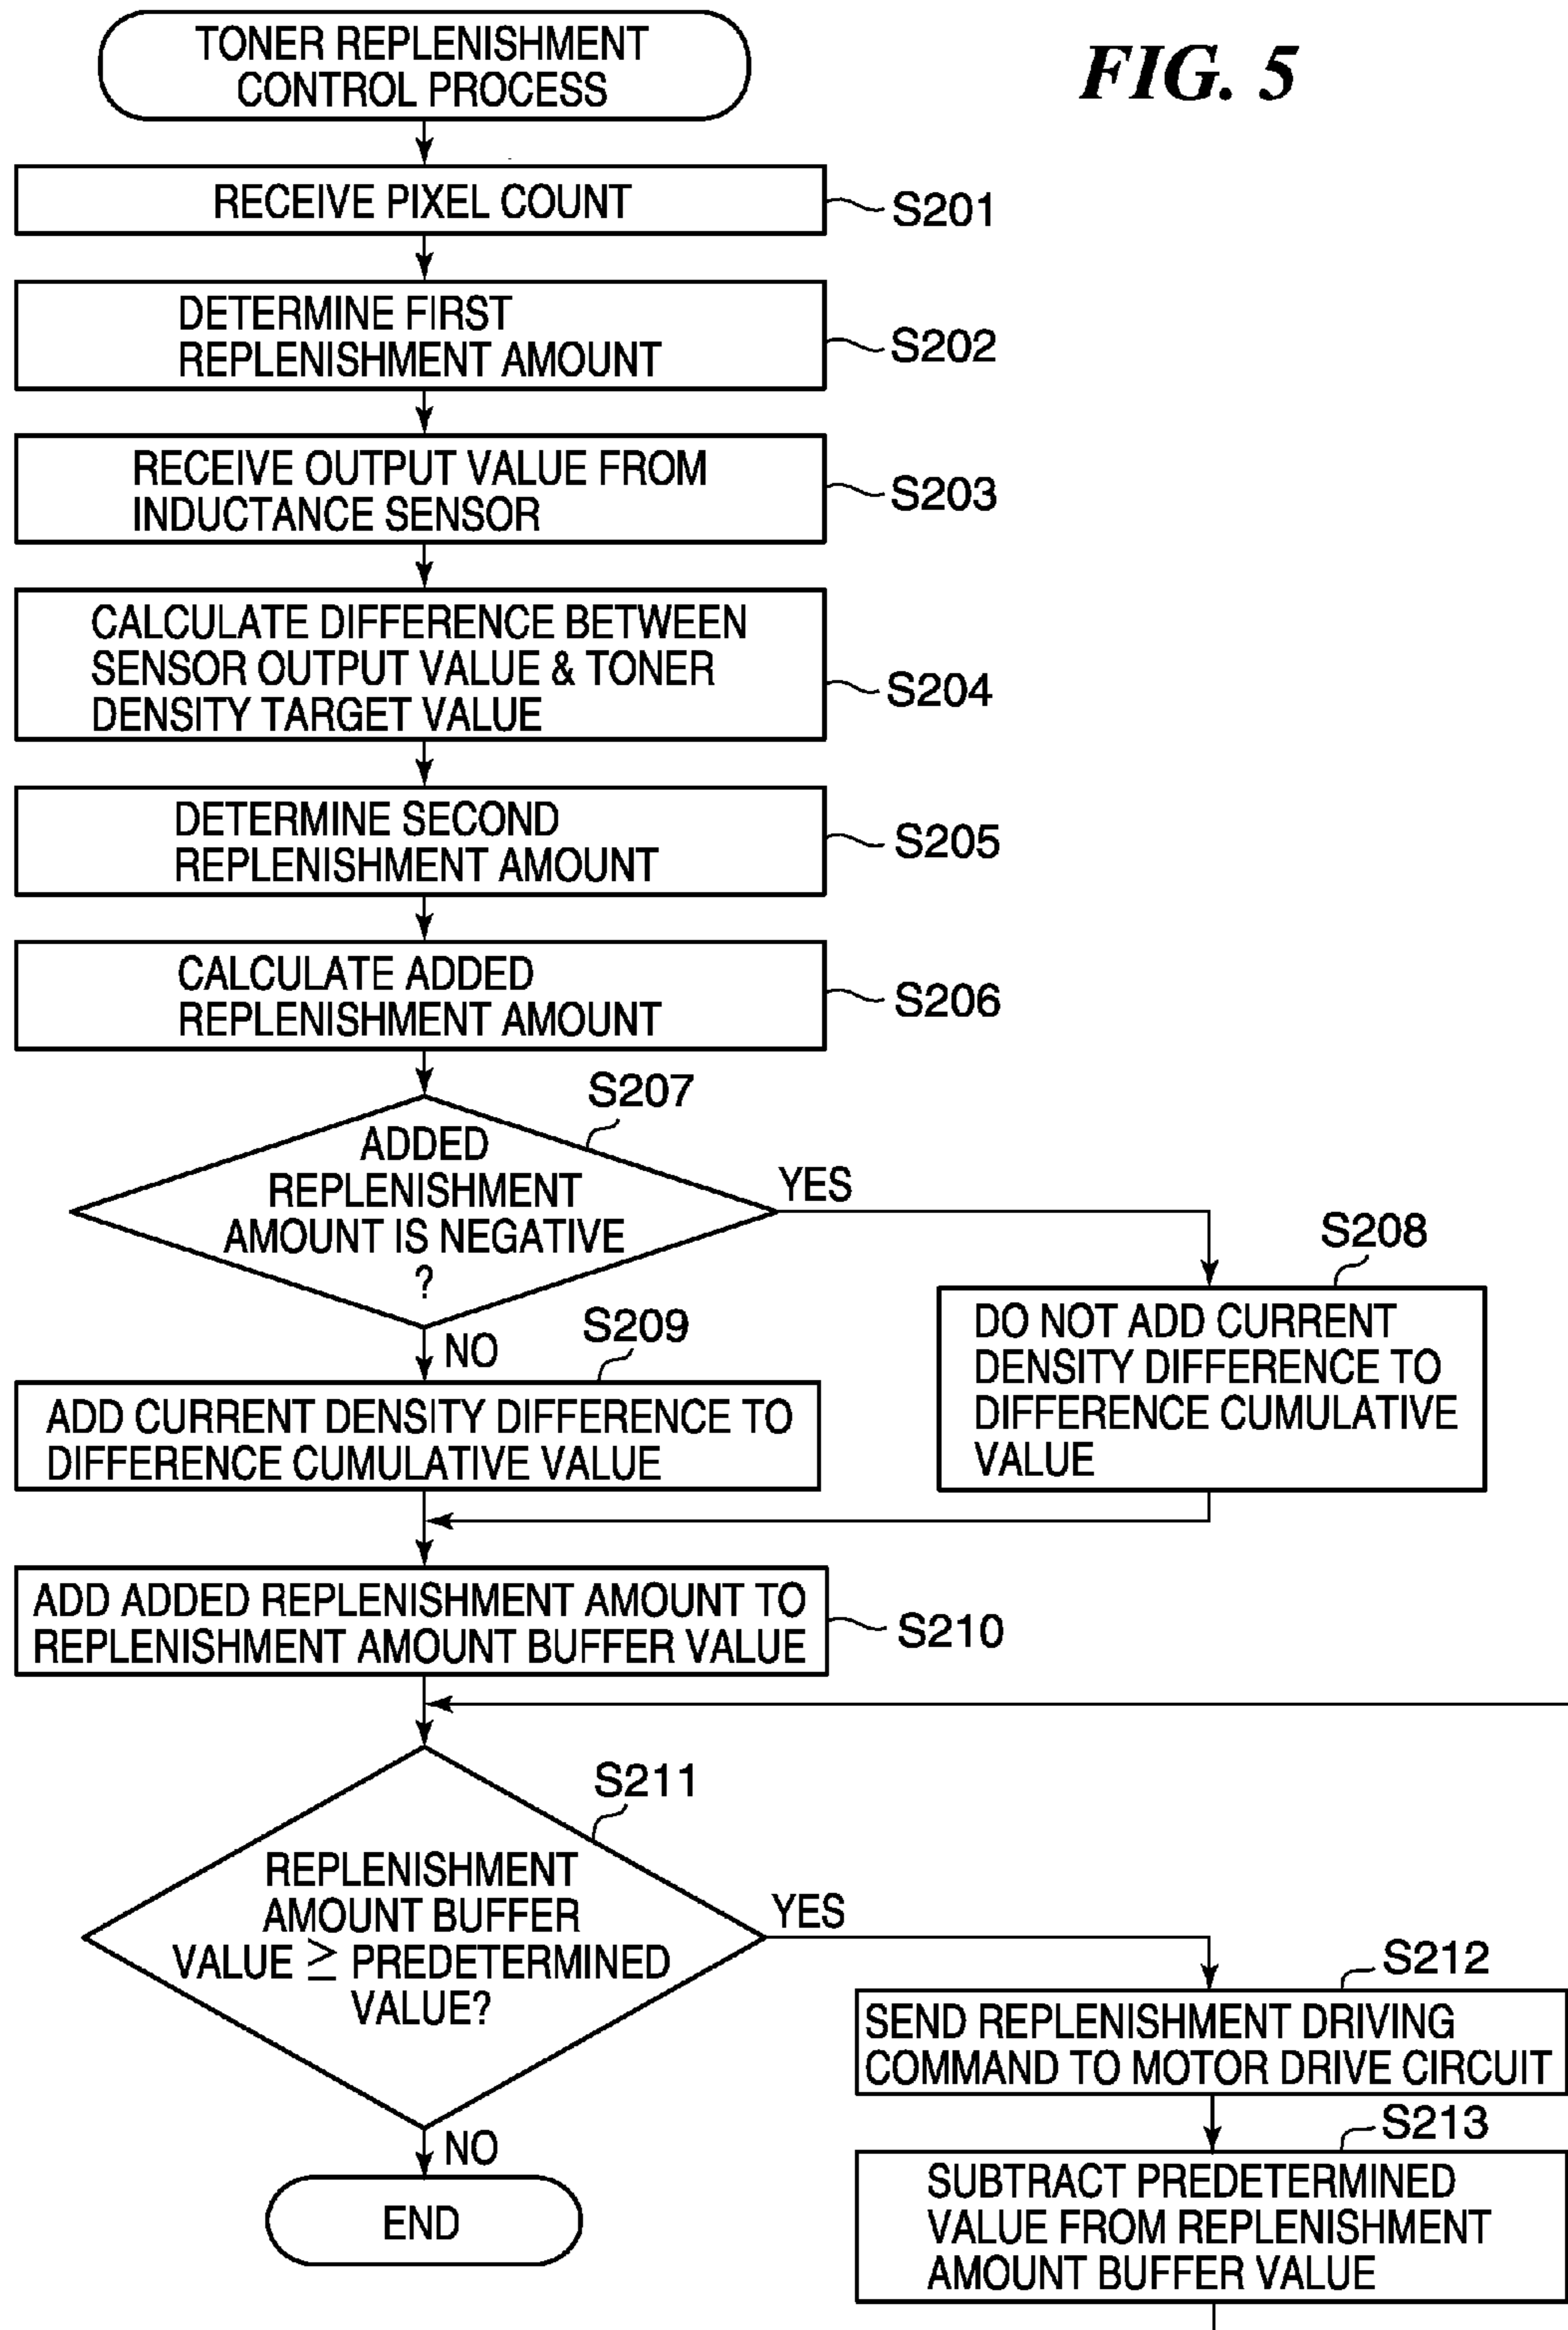 TONER REPLENISHMENT
CONTROL PROCESS
FIG. 5
RECEIVE PIXEL COUNT
S201
DETERMINE FIRST
REPLENISHMENT AMOUNT
S202
RECEIVE OUTPUT VALUE FROM
INDUCTANCE SENSOR
S203
CALCULATE DIFFERENCE BETWEEN
SENSOR OUTPUT VALUE & TONER
DENSITY TARGET VALUE
S204
DETERMINE SECOND
REPLENISHMENT AMOUNT
S205
CALCULATE ADDED
REPLENISHMENT AMOUNT
S206
S207
ADDED
REPLENISHMENT
AMOUNT IS NEGATIVE
?
YES
NO
S208
DO NOT ADD CURRENT
DENSITY DIFFERENCE TO
DIFFERENCE CUMULATIVE
VALUE
S209
ADD CURRENT DENSITY DIFFERENCE TO
DIFFERENCE CUMULATIVE VALUE
ADD ADDED REPLENISHMENT AMOUNT TO
REPLENISHMENT AMOUNT BUFFER VALUE
S210
S211
REPLENISHMENT
AMOUNT BUFFER
VALUE ≧ PREDETERMINED
VALUE?
YES
NO
S212
SEND REPLENISHMENT DRIVING
COMMAND TO MOTOR DRIVE CIRCUIT
S213
SUBTRACT PREDETERMINED
VALUE FROM REPLENISHMENT
AMOUNT BUFFER VALUE
END